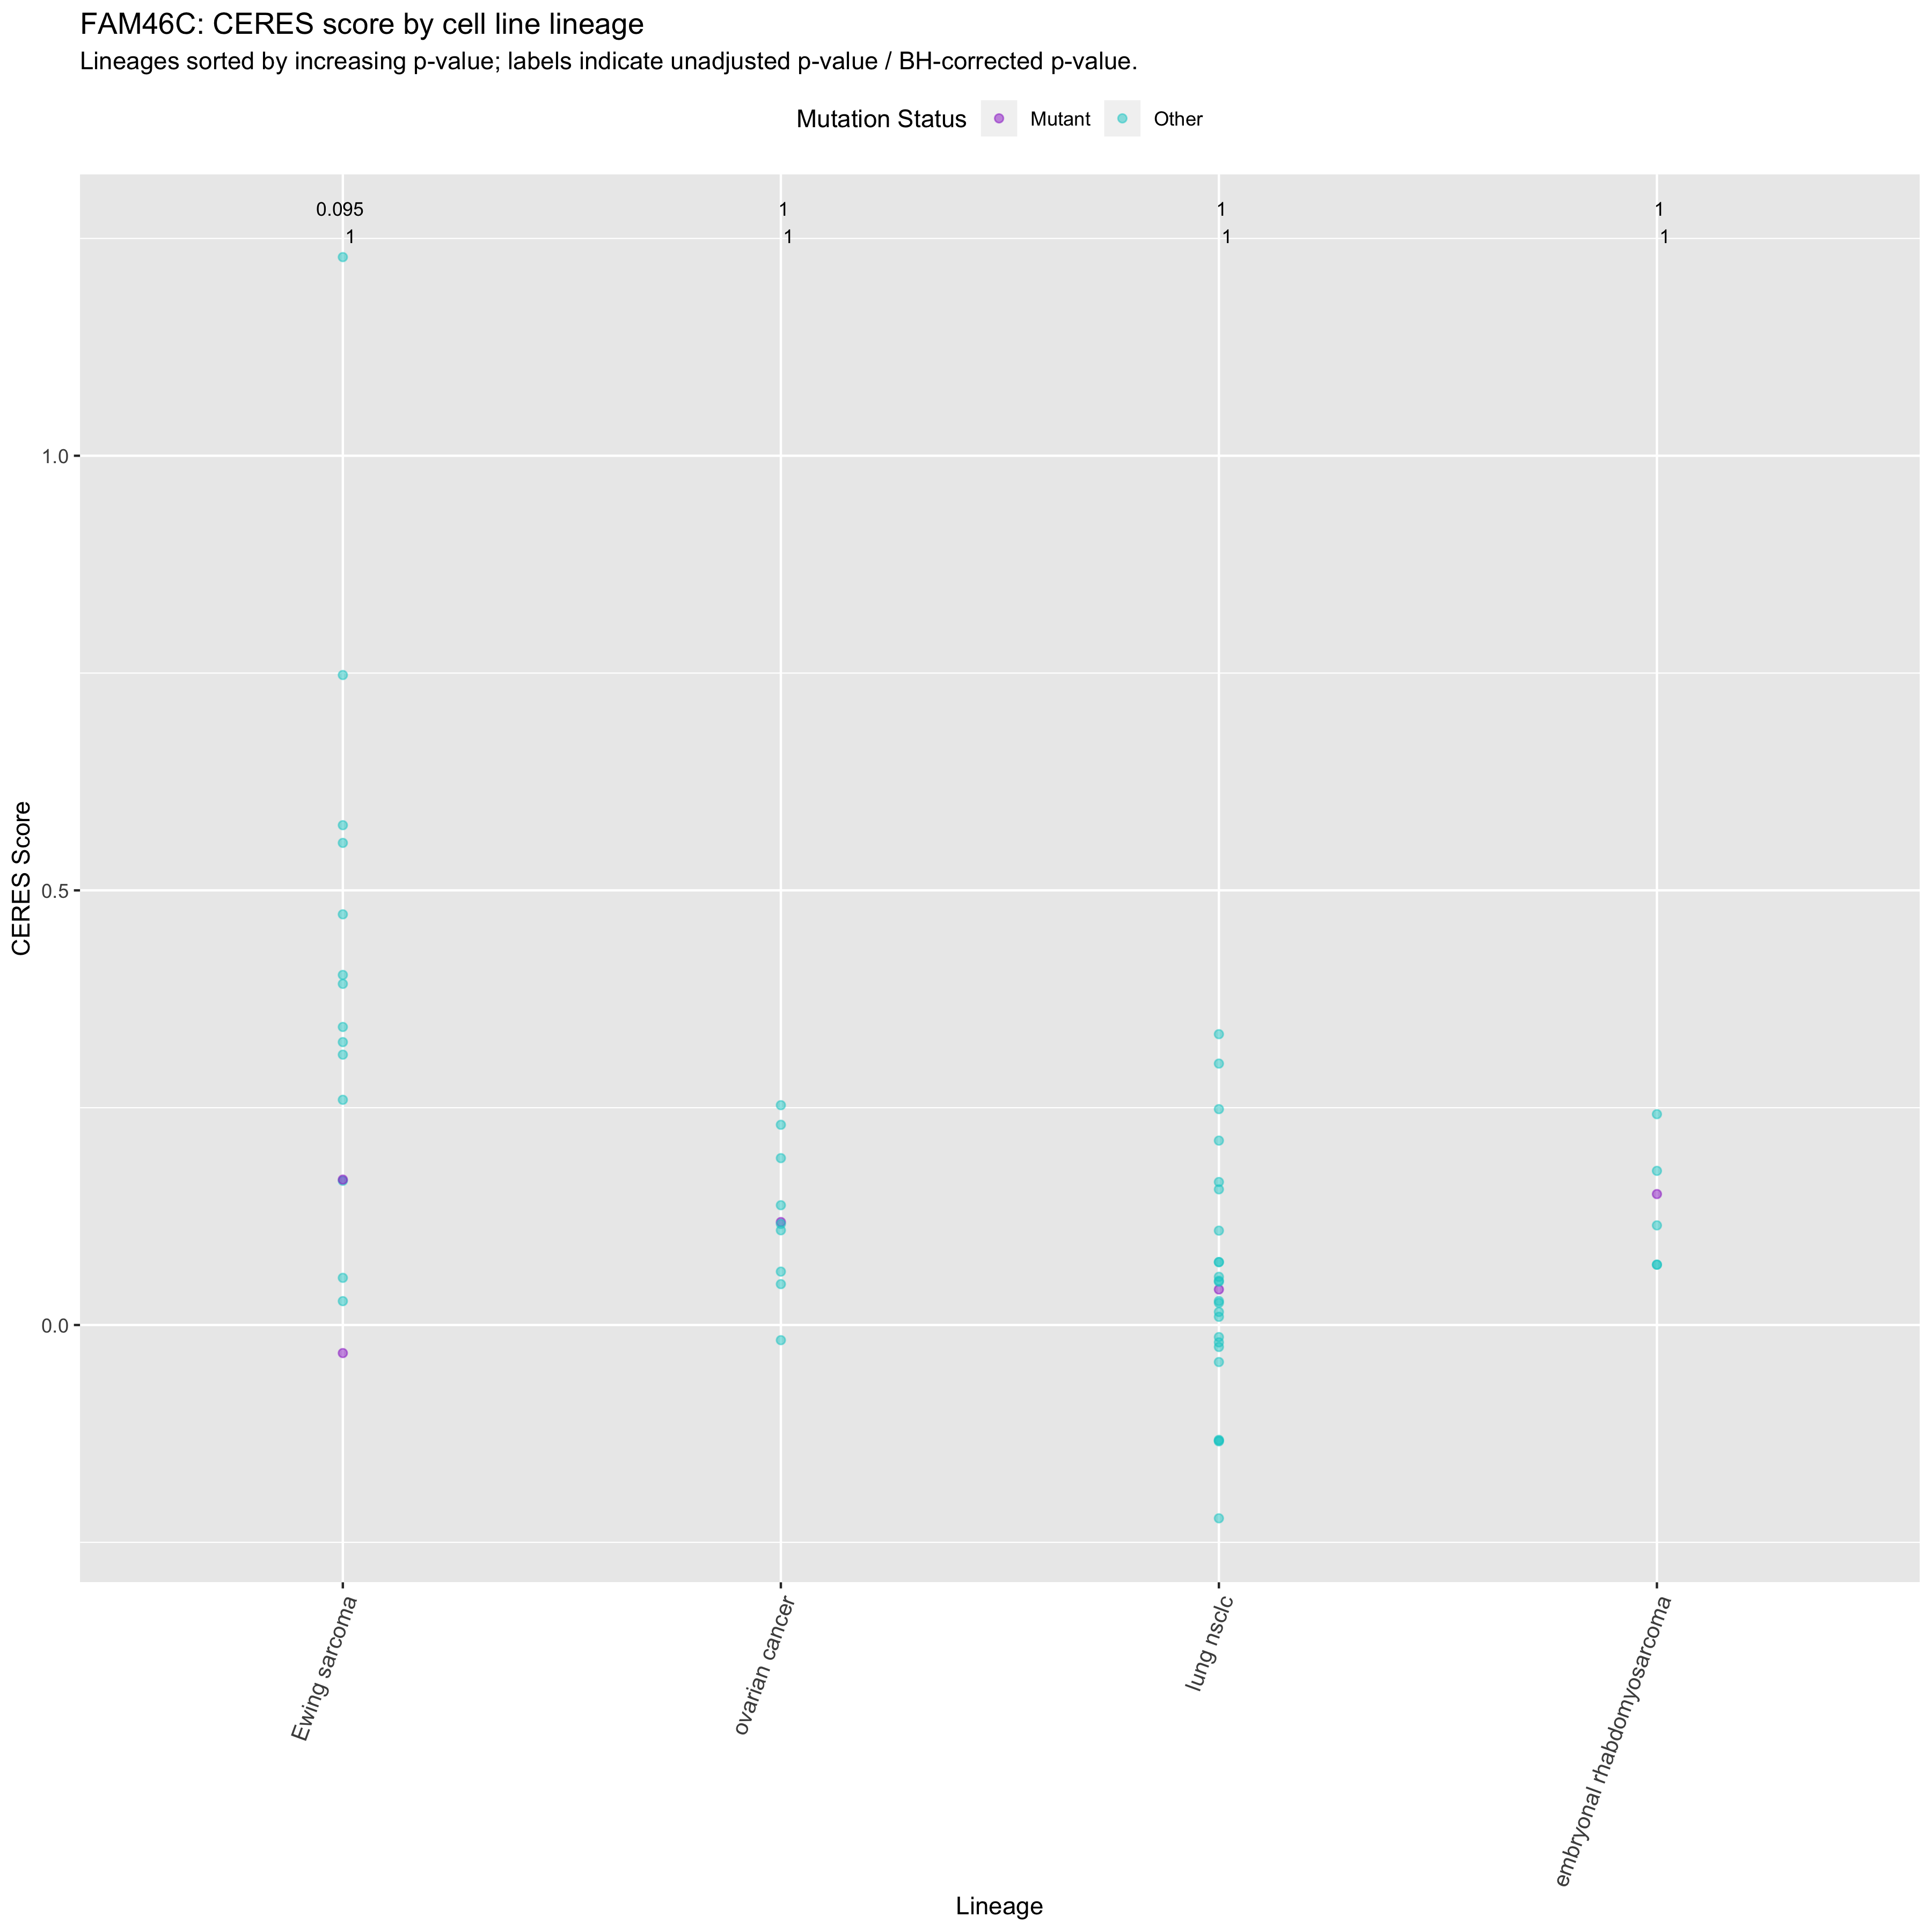 FAM46C: CERES score by cell line lineage
Lineages sorted by increasing p-value; labels indicate unadjusted p-value / BH-corrected p-value.
Mutation Status Mutant Other
0.095 1 1 1
1 1 1 1
1.0
0.5
0.0
CERES Score
Ewing sarcoma
ovarian cancer
lung nsclc
embryonal rhabdomyosarcoma
Lineage